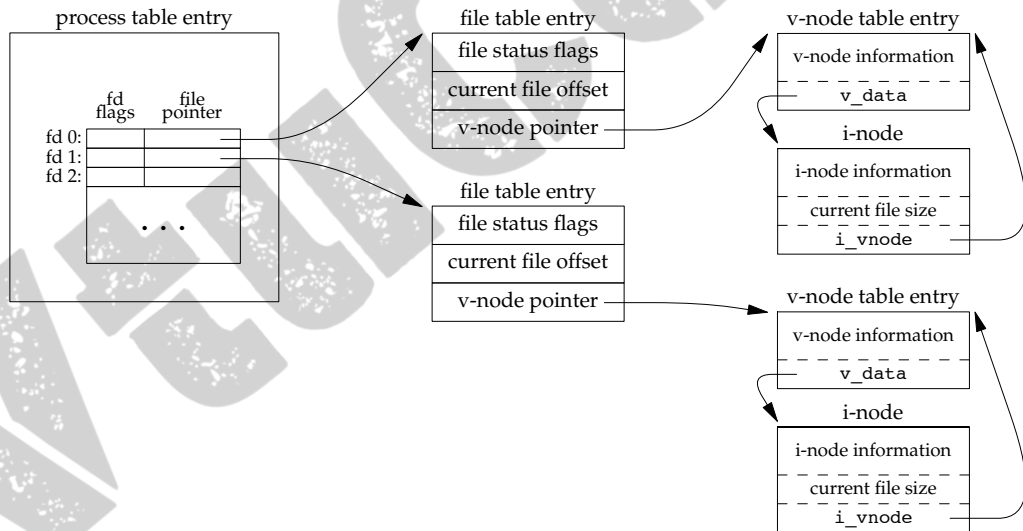 process table entry
fd flags
file pointer
fd 0:
fd 1:
fd 2:
. . .
file table entry
file status flags
current file offset
v-node pointer
file table entry
file status flags
current file offset
v-node pointer
v-node table entry
v-node information
v_data
i-node
i-node information
current file size
i_vnode
v-node table entry
v-node information
v_data
i-node
i-node information
current file size
i_vnode